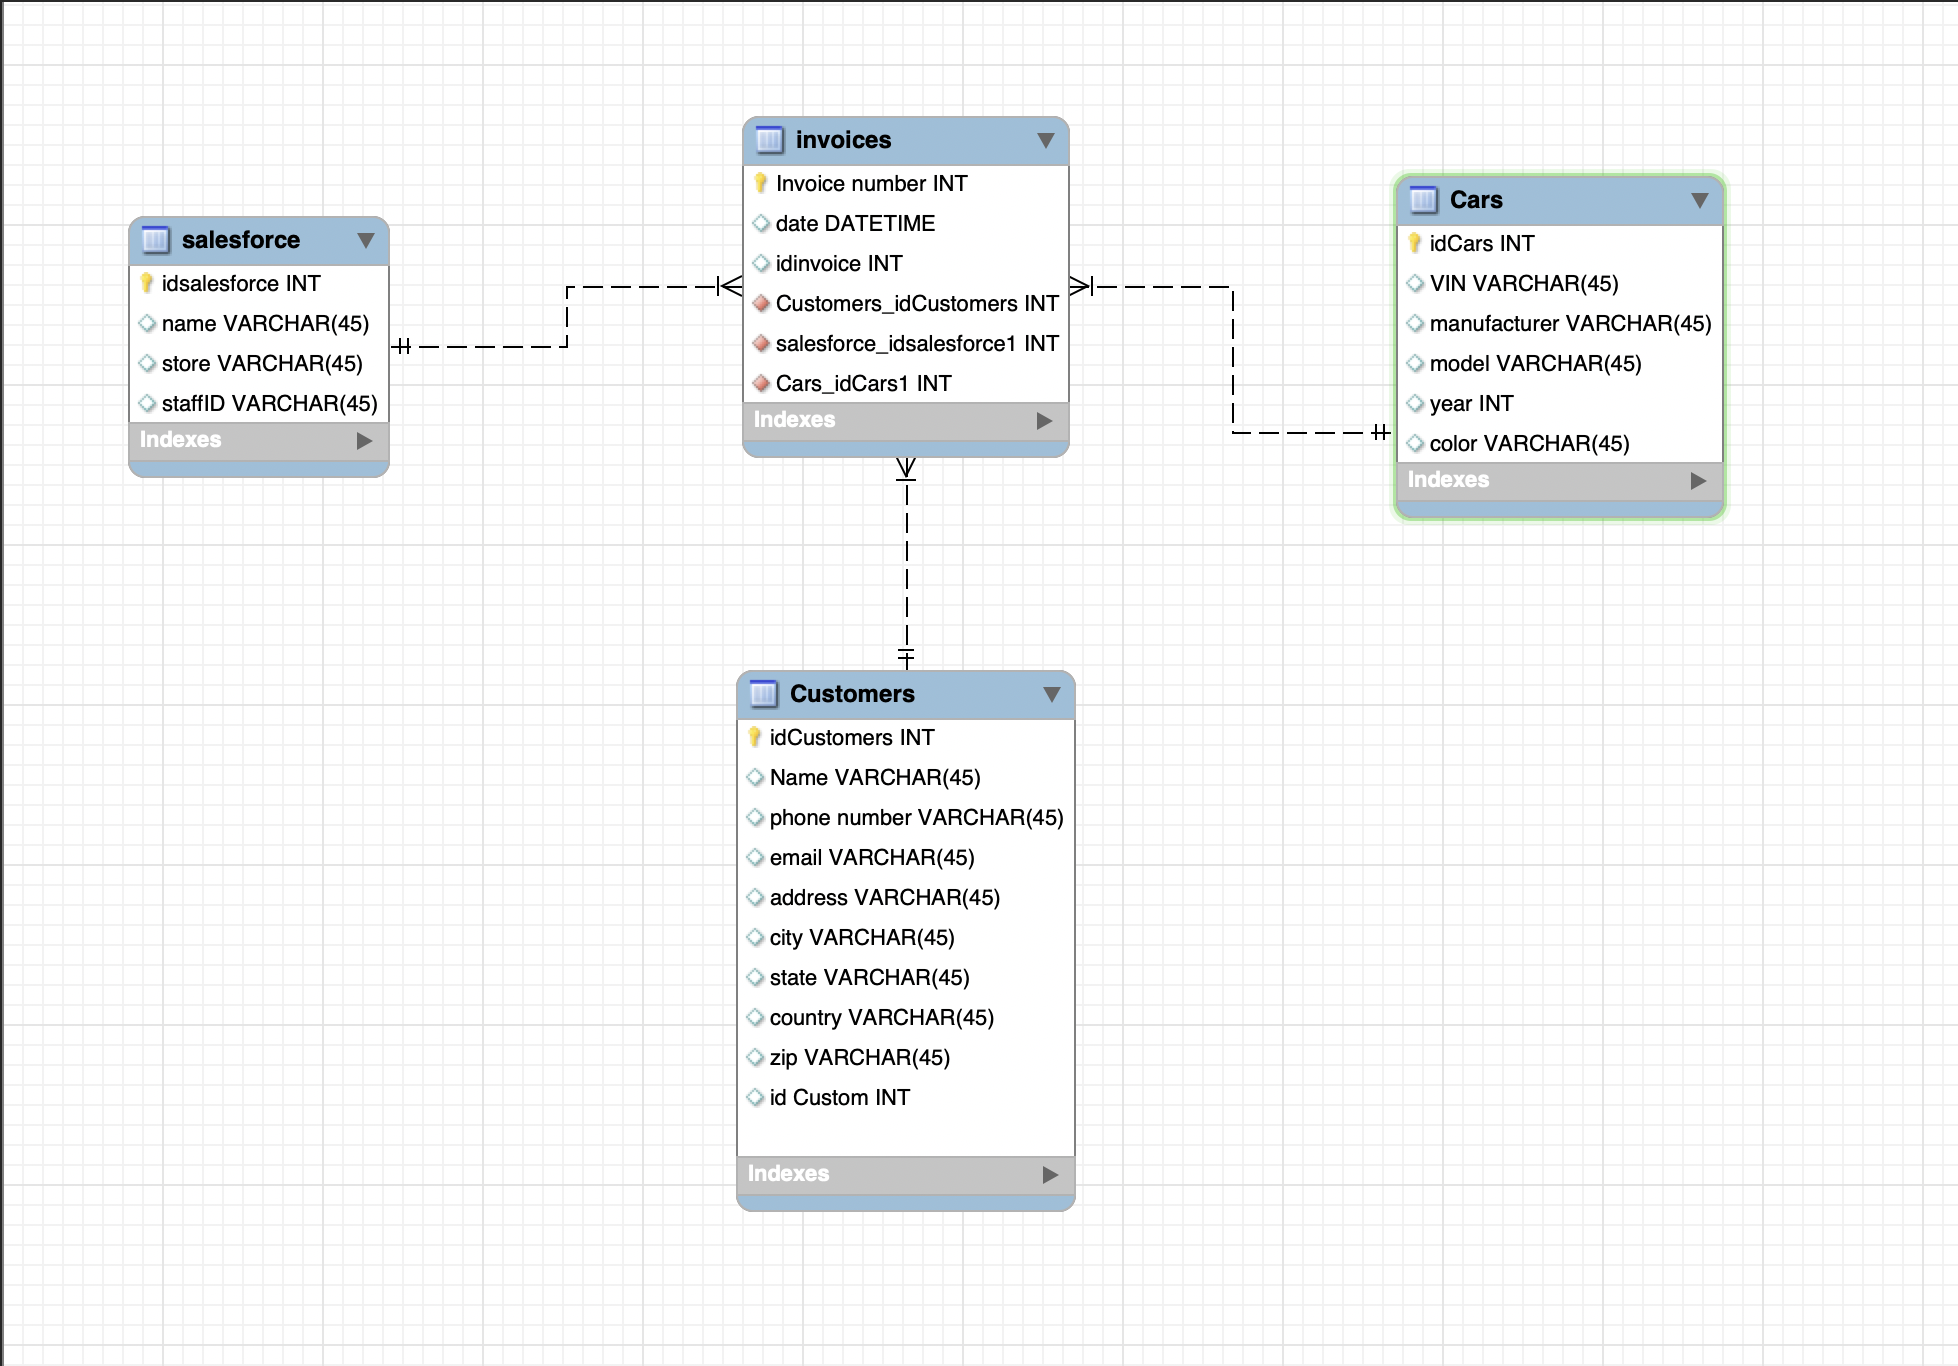 salesforce
idsalesforce INT
name VARCHAR(45)
store VARCHAR(45)
staffID VARCHAR(45)
Indexes
invoices
Invoice number INT
date DATETIME
idinvoice INT
Customers_idCustomers INT
salesforce_idsalesforce1 INT
Cars_idCars1 INT
Indexes
Cars
idCars INT
VIN VARCHAR(45)
manufacturer VARCHAR(45)
model VARCHAR(45)
year INT
color VARCHAR(45)
Indexes
Customers
idCustomers INT
Name VARCHAR(45)
phone number VARCHAR(45)
email VARCHAR(45)
address VARCHAR(45)
city VARCHAR(45)
state VARCHAR(45)
country VARCHAR(45)
zip VARCHAR(45)
id Custom INT
Indexes